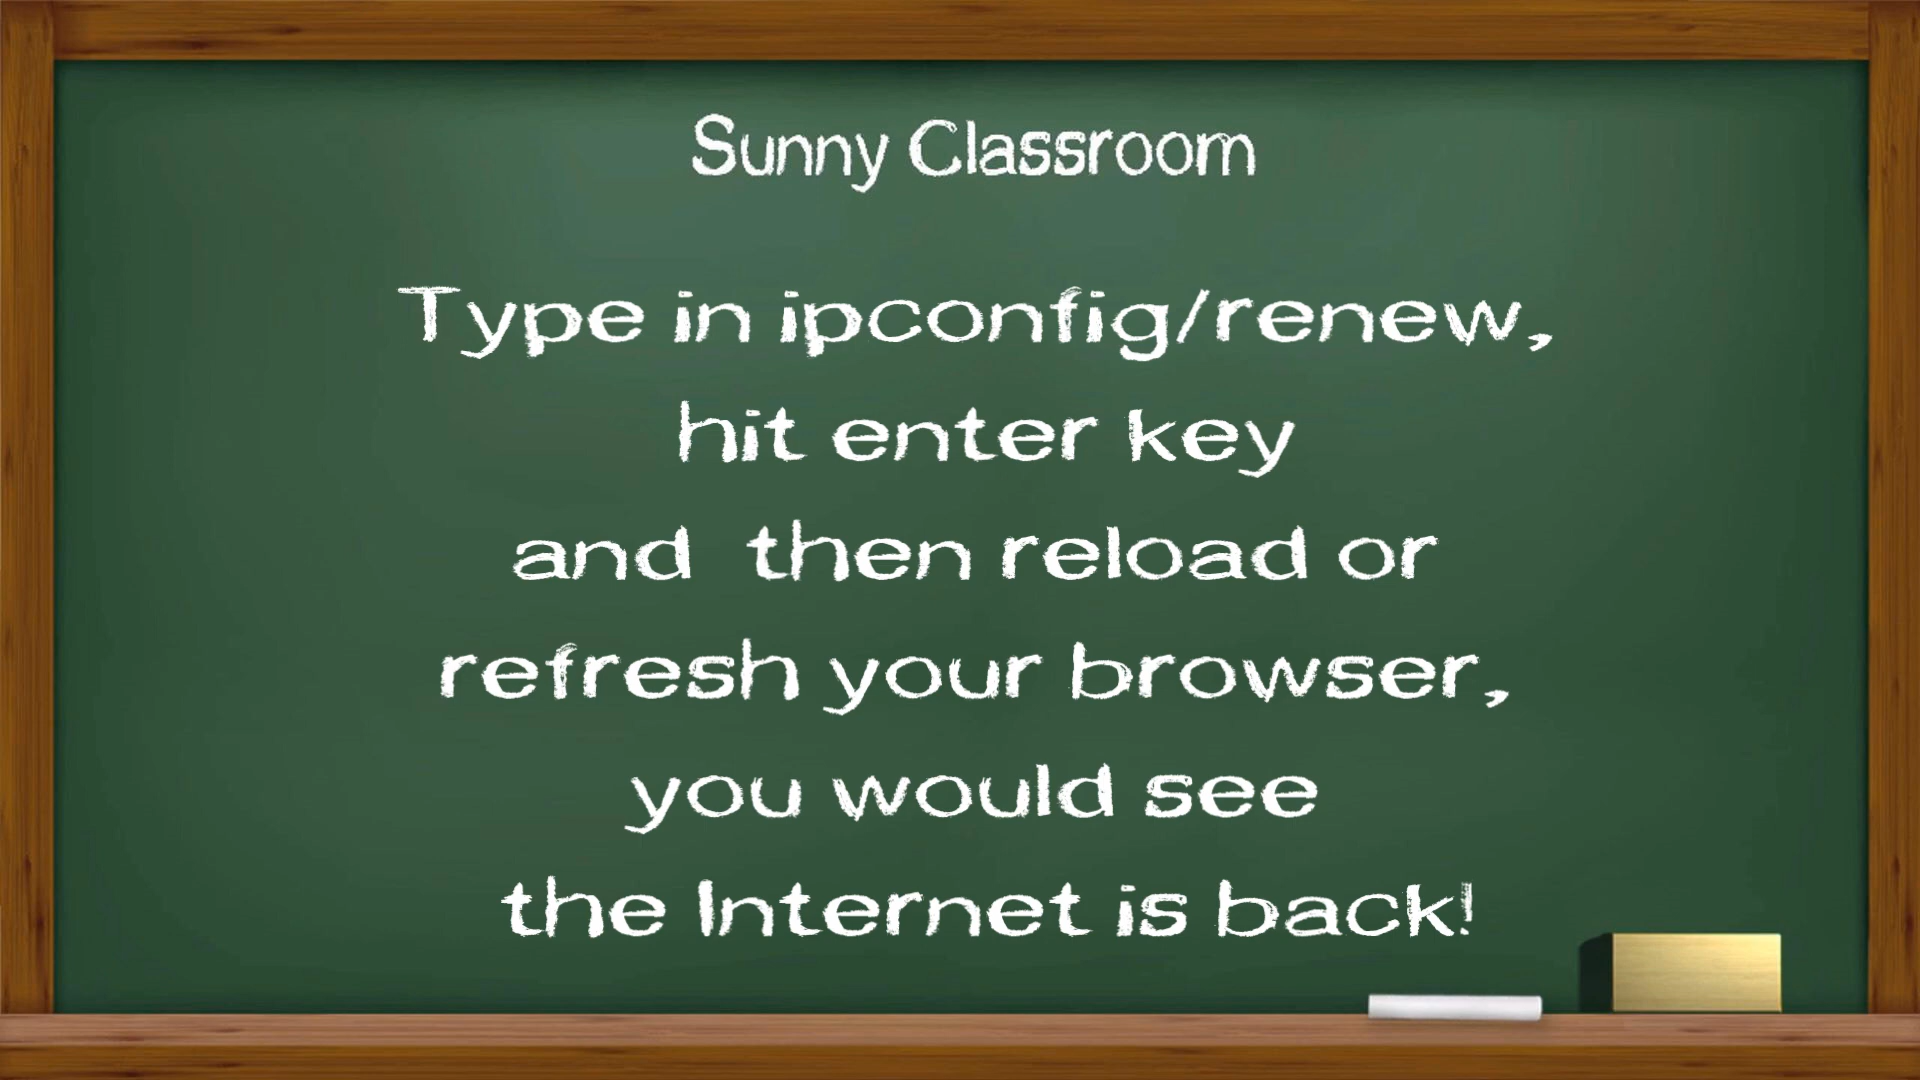 Sunny Classroom
Type in ipconfig/renew,
hit enter key
and then reload or
refresh your browser,
you would see
the Internet is back!